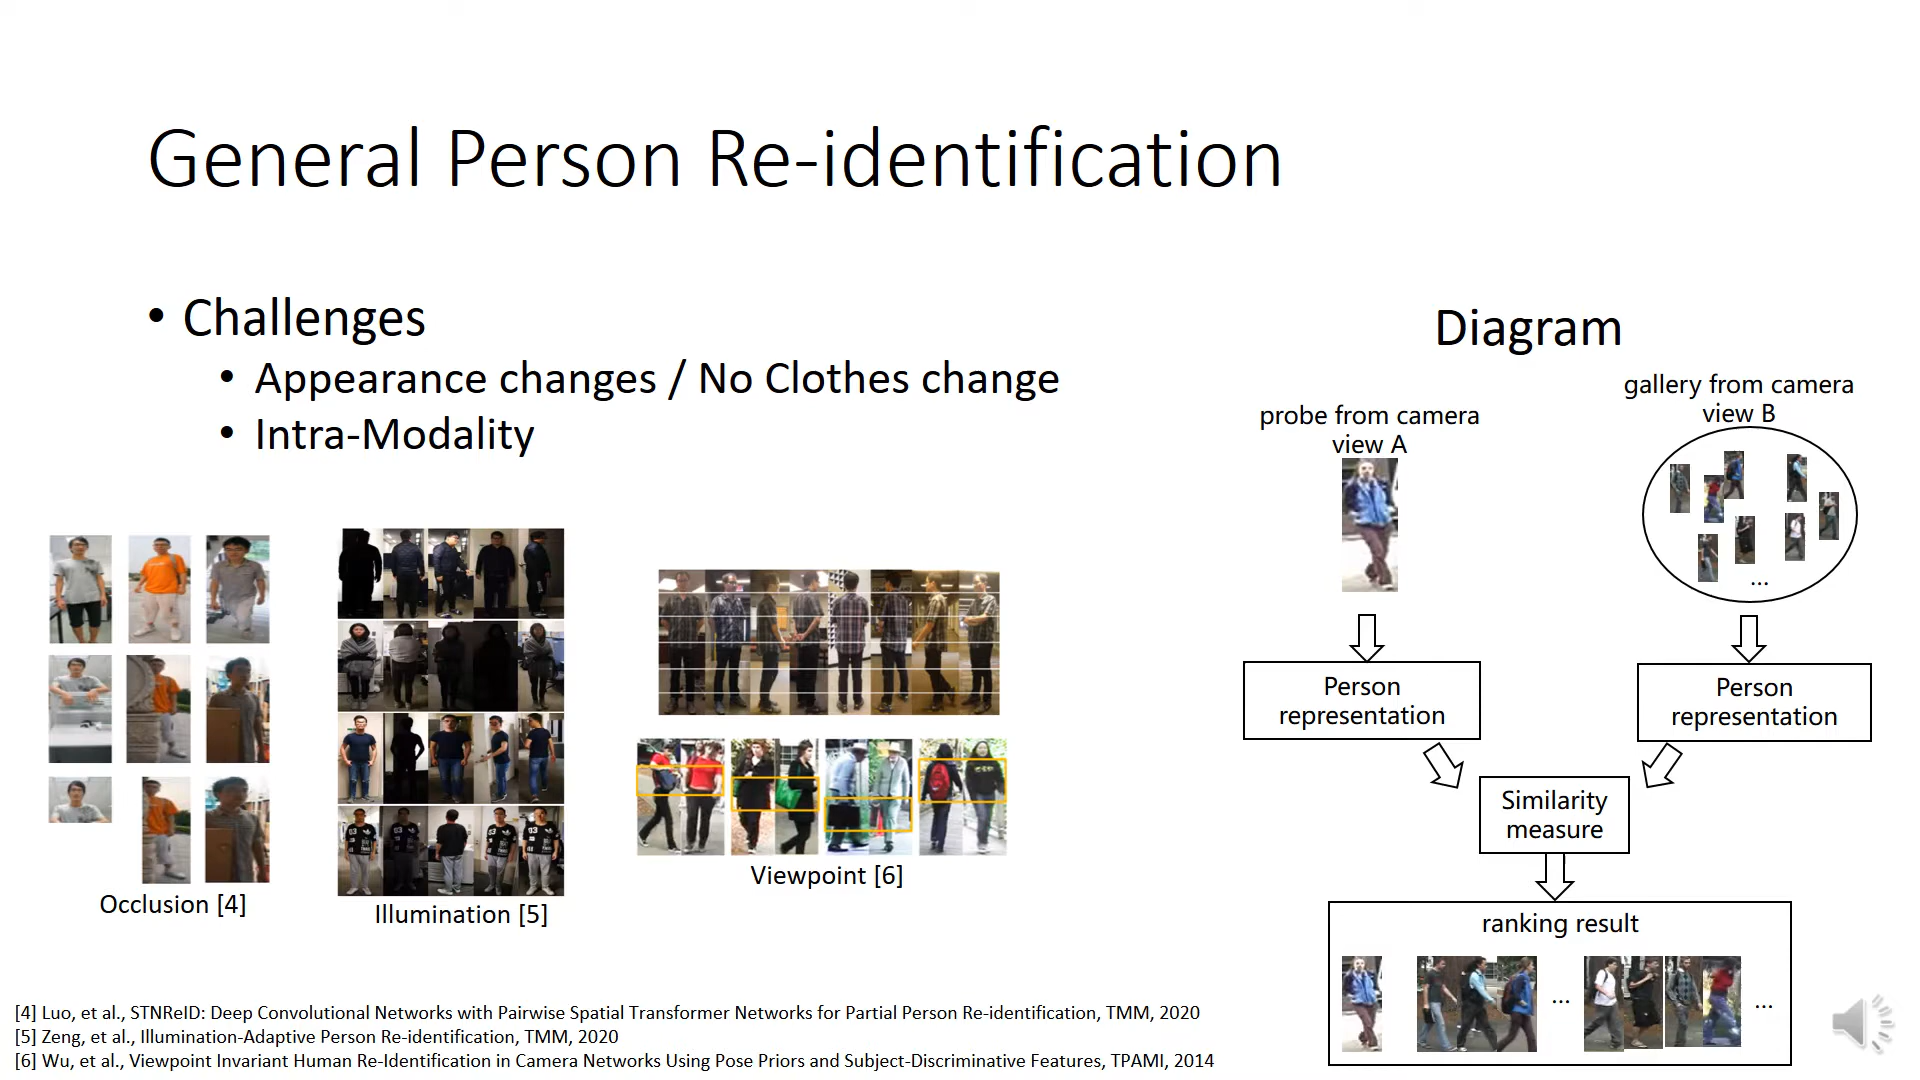 General Person Re-identification
• Challenges
• Appearance changes / No Clothes change
• Intra-Modality
Occlusion [4]
Illumination [5]
Viewpoint [6]
Diagram
probe from camera
view A
gallery from camera
view B
...
Person
representation
Person
representation
Similarity
measure
ranking result
...
...
[4] Luo, et al., STNReID: Deep Convolutional Networks with Pairwise Spatial Transformer Networks for Partial Person Re-identification, TMM, 2020
[5] Zeng, et al., Illumination-Adaptive Person Re-identification, TMM, 2020
[6] Wu, et al., Viewpoint Invariant Human Re-Identification in Camera Networks Using Pose Priors and Subject-Discriminative Features, TPAMI, 2014